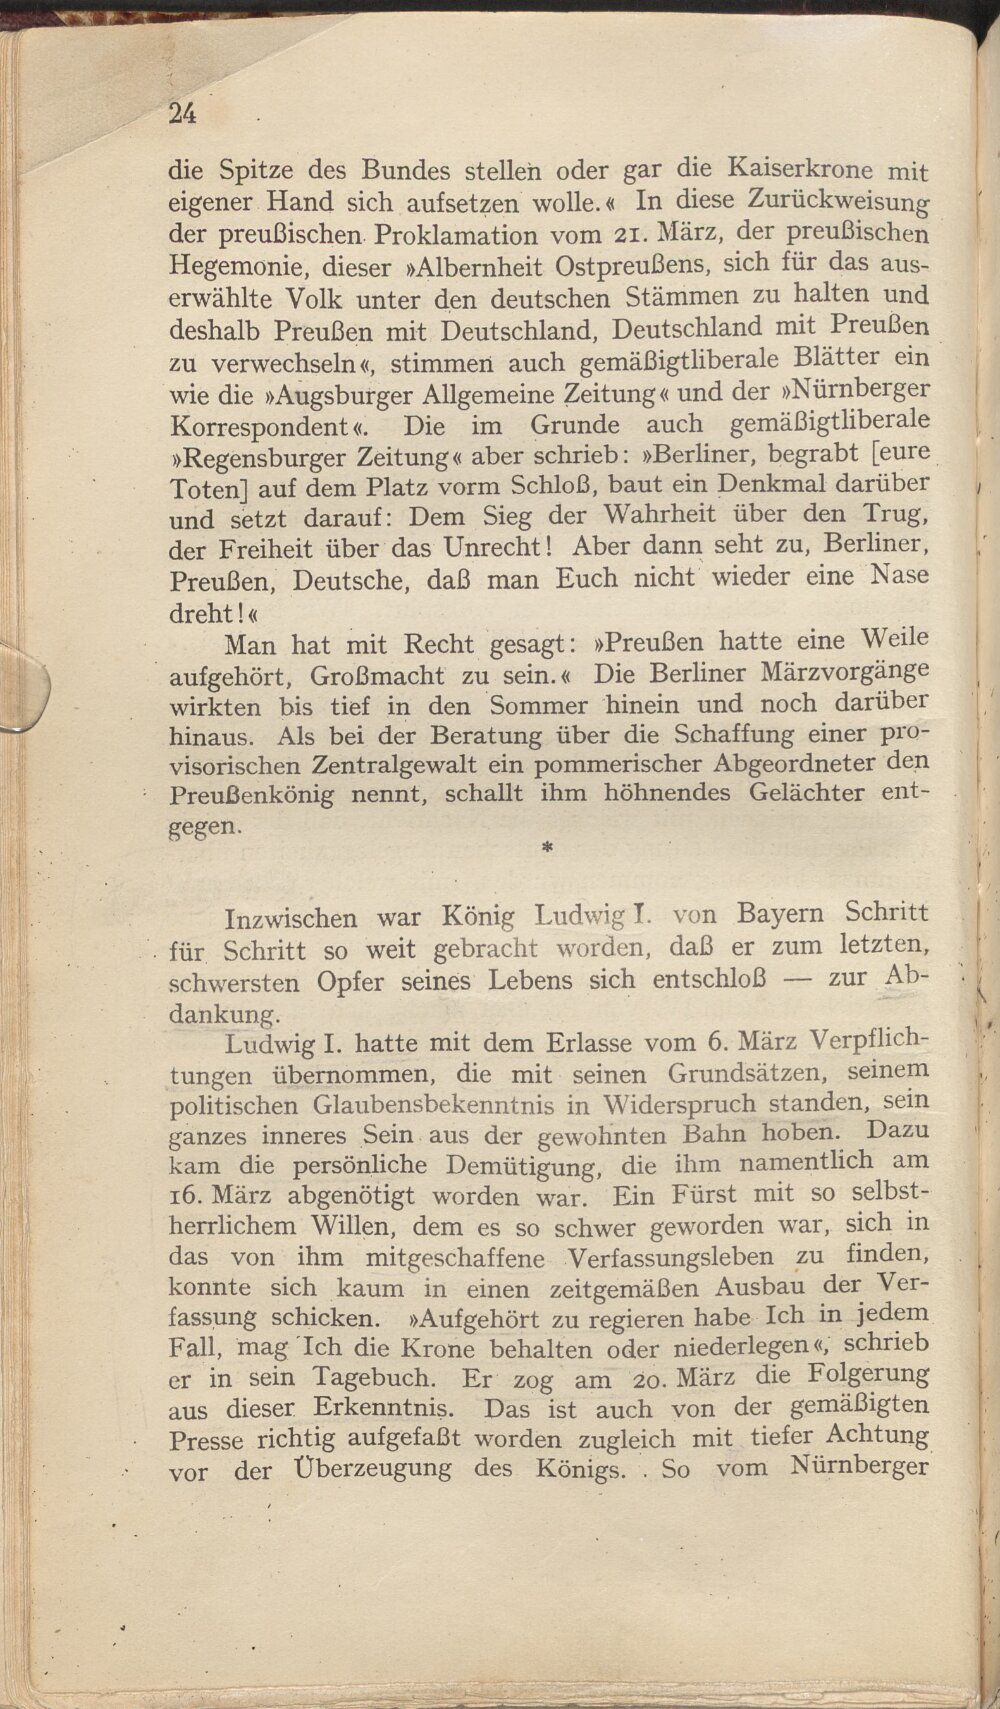 24
die Spitze des Bundes stellen oder gar die Kaiserkrone mit
eigener Hand sich aufsetzen wolle.« In diese Zurückweisung
der preußischen Proklamation vom 21. März, der preußischen
Hegemonie, dieser »Albernheit Ostpreußens, sich für das aus-
erwählte Volk unter den deutschen Stämmen zu halten und
deshalb Preußen mit Deutschland, Deutschland mit Preußen
zu verwechseln«, stimmen auch gemäßigtliberale Blätter ein
wie die »Augsburger Allgemeine Zeitung« und der »Nürnberger
Korrespondent«. Die im Grunde auch gemäßigtliberale
»Regensburger Zeitung« aber schrieb: »Berliner, begrabt [eure
Toten] auf dem Platz vorm Schloß, baut ein Denkmal darüber
und setzt darauf: Dem Sieg der Wahrheit über den Trug,
der Freiheit über das Unrecht! Aber dann seht zu, Berliner,
Preußen, Deutsche, daß man Euch nicht wieder eine Nase
dreht!«
Man hat mit Recht gesagt: »Preußen hatte eine Weile
aufgehört, Großmacht zu sein.« Die Berliner Märzvorgänge
wirkten bis tief in den Sommer hinein und noch darüber
hinaus. Als bei der Beratung über die Schaffung einer pro-
visorischen Zentralgewalt ein pommerischer Abgeordneter den
Preußenkönig nennt, schallt ihm höhnendes Gelächter ent-
gegen.
*
Inzwischen war König Ludwig I. von Bayern Schritt
für Schritt so weit gebracht worden, daß er zum letzten,
schwersten Opfer seines Lebens sich entschloß — zur Ab-
dankung.
Ludwig I. hatte mit dem Erlasse vom 6. März Verpflich-
tungen übernommen, die mit seinen Grundsätzen, seinem
politischen Glaubensbekenntnis in Widerspruch standen, sein
ganzes inneres Sein aus der gewohnten Bahn hoben. Dazu
kam die persönliche Demütigung, die ihm namentlich am
16. März abgenötigt worden war. Ein Fürst mit so selbst-
herrlichem Willen, dem es so schwer geworden war, sich in
das von ihm mitgeschaffene Verfassungsleben zu finden,
konnte sich kaum in einen zeitgemäßen Ausbau der Ver-
fassung schicken. »Aufgehört zu regieren habe Ich in jedem
Fall, mag Ich die Krone behalten oder niederlegen«, schrieb
er in sein Tagebuch. Er zog am 20. März die Folgerung
aus dieser Erkenntnis. Das ist auch von der gemäßigten
Presse richtig aufgefaßt worden zugleich mit tiefer Achtung
vor der Überzeugung des Königs. So vom Nürnberger